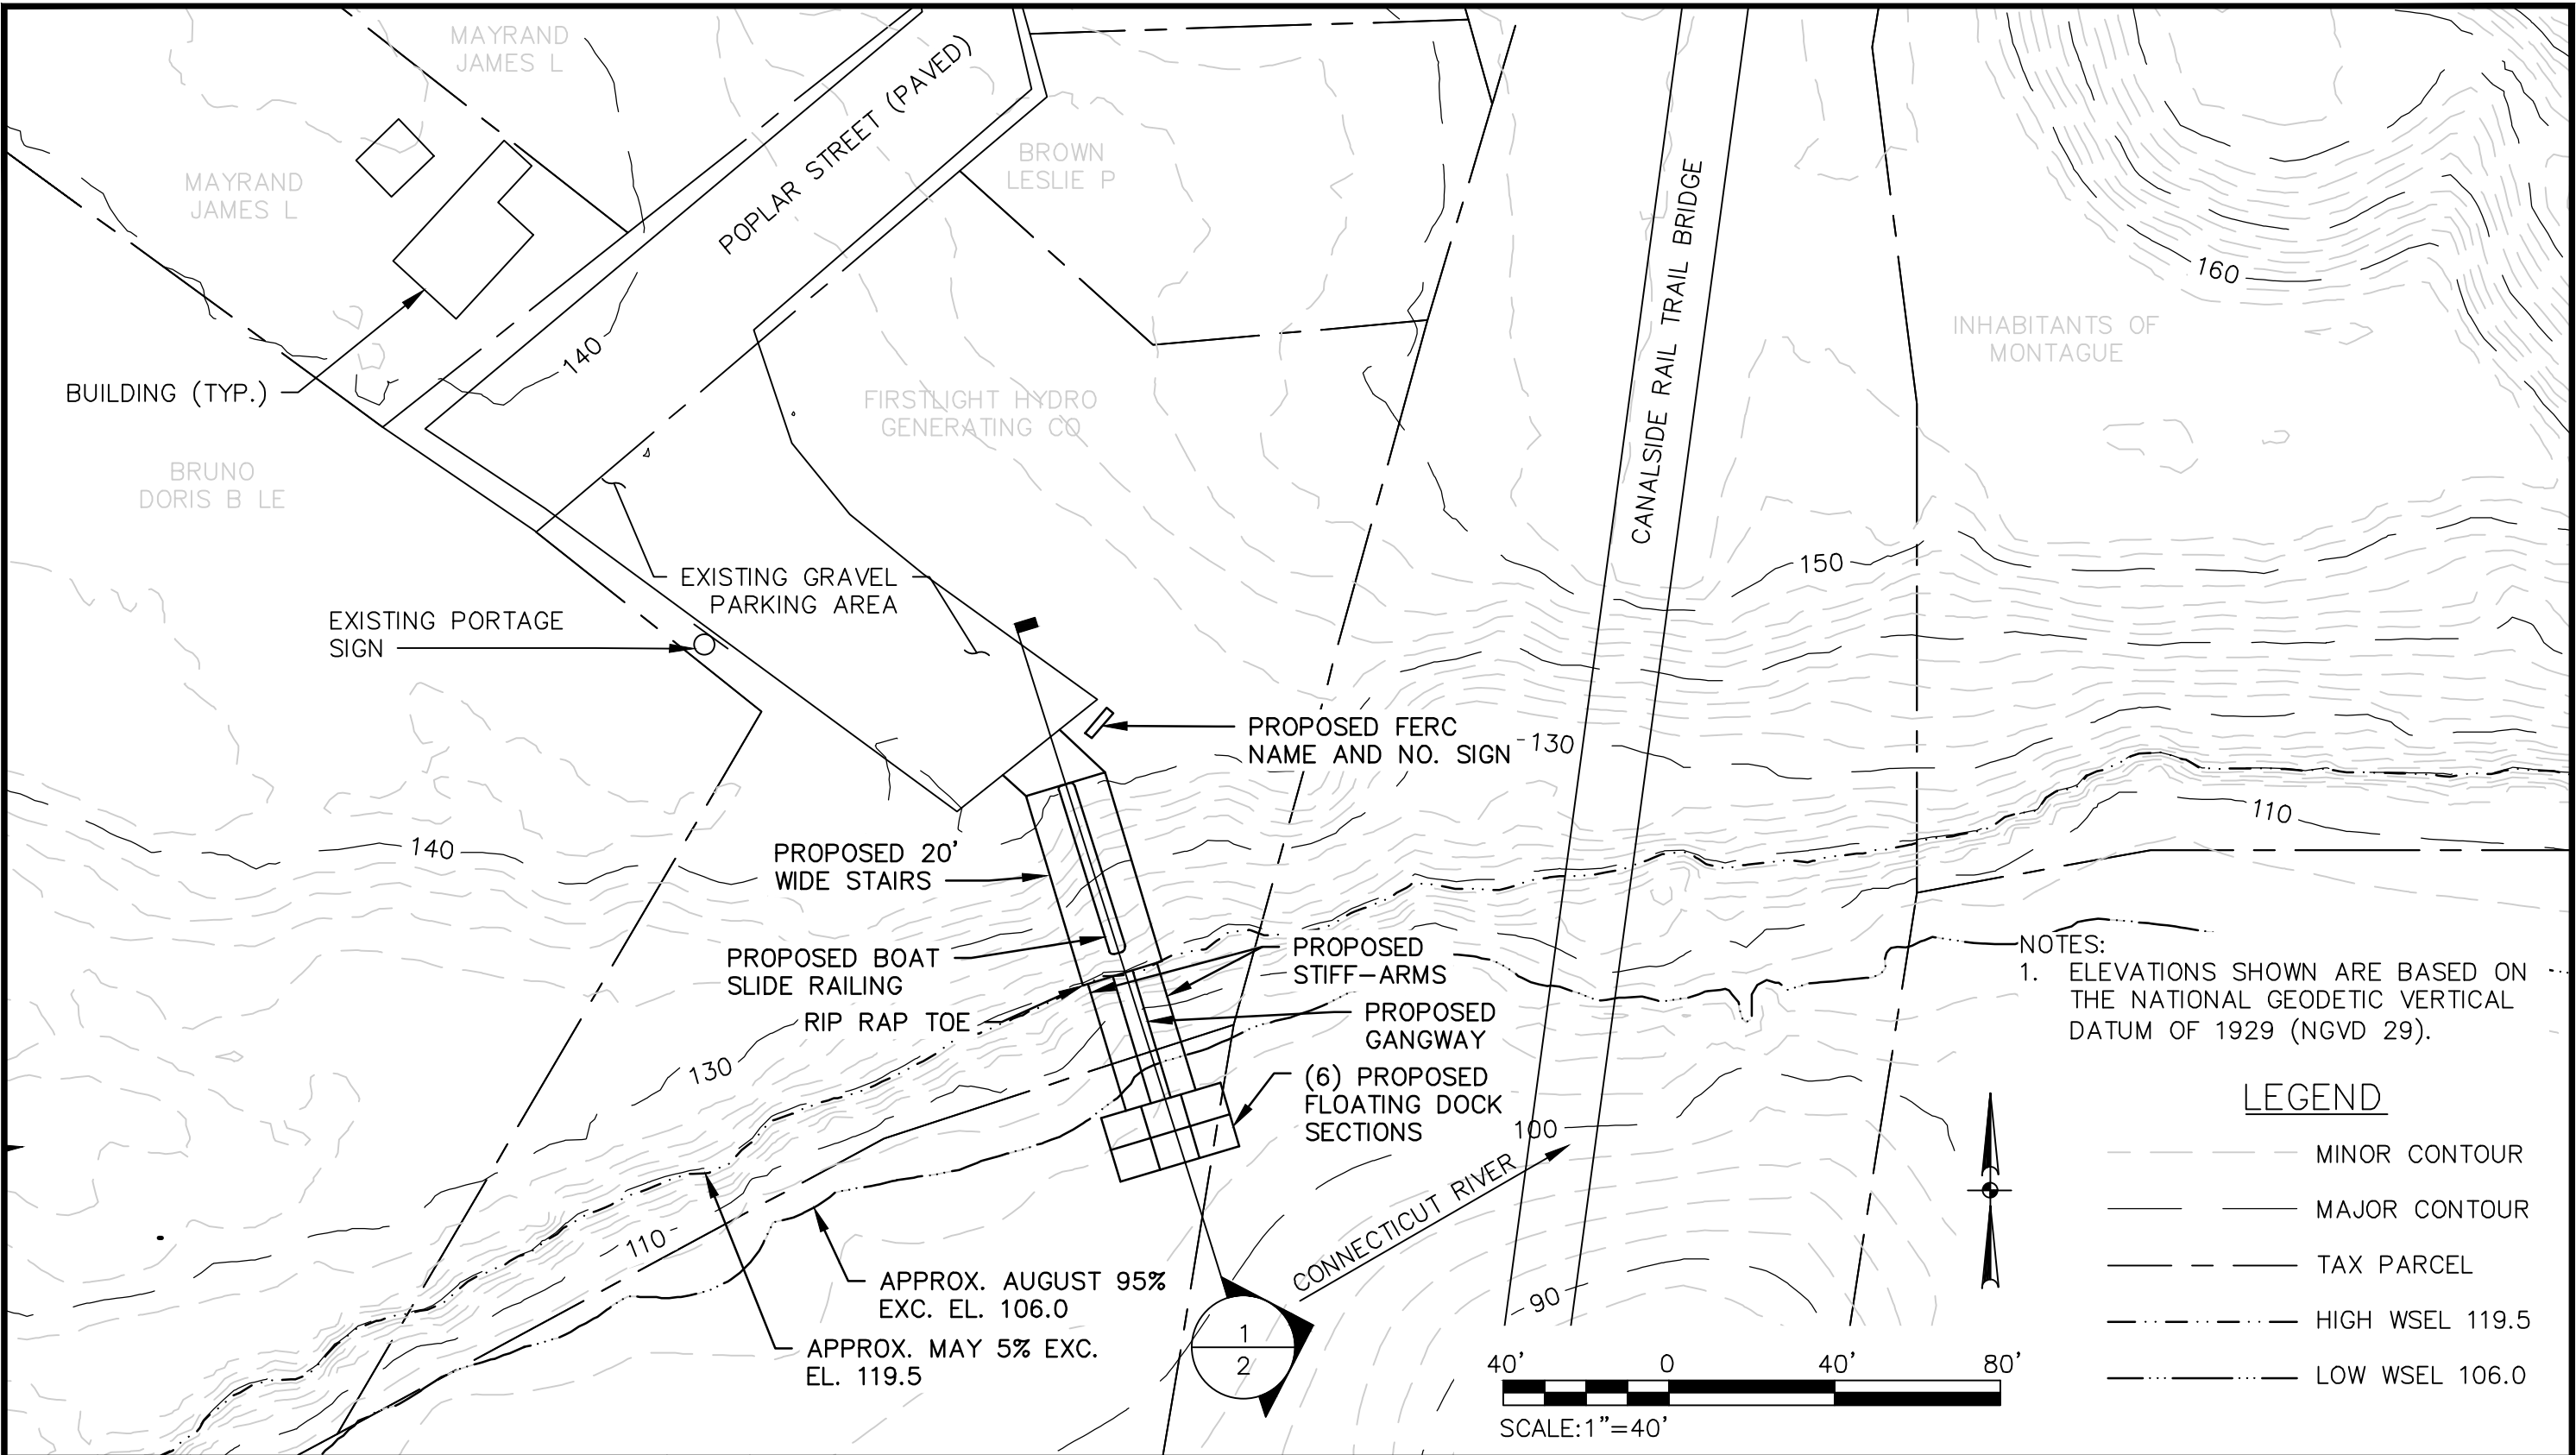 MAYRAND
JAMES L
MAYRAND
JAMES L
POPLAR STREET (PAVED)
BROWN
LESLIE P
CANALSIDE RAIL TRAIL BRIDGE
160
INHABITANTS OF
MONTAGUE
140
BUILDING (TYP.)
FIRSTLIGHT HYDRO
GENERATING CO
BRUNO
DORIS B LE
EXISTING GRAVEL
PARKING AREA
150
EXISTING PORTAGE
SIGN
PROPOSED FERC
NAME AND NO. SIGN
130
110
140
PROPOSED 20'
WIDE STAIRS
PROPOSED BOAT
SLIDE RAILING
PROPOSED
STIFF-ARMS
RIP RAP TOE
PROPOSED
GANGWAY
130
(6) PROPOSED
FLOATING DOCK
SECTIONS
100
CONNECTICUT RIVER
110
90
APPROX. AUGUST 95%
EXC. EL. 106.0
APPROX. MAY 5% EXC.
EL. 119.5
1
2
NOTES:
1. ELEVATIONS SHOWN ARE BASED ON
THE NATIONAL GEODETIC VERTICAL
DATUM OF 1929 (NGVD 29).
LEGEND
MINOR CONTOUR
MAJOR CONTOUR
TAX PARCEL
HIGH WSEL 119.5
LOW WSEL 106.0
40' 0 40' 80'
SCALE:1"=40'